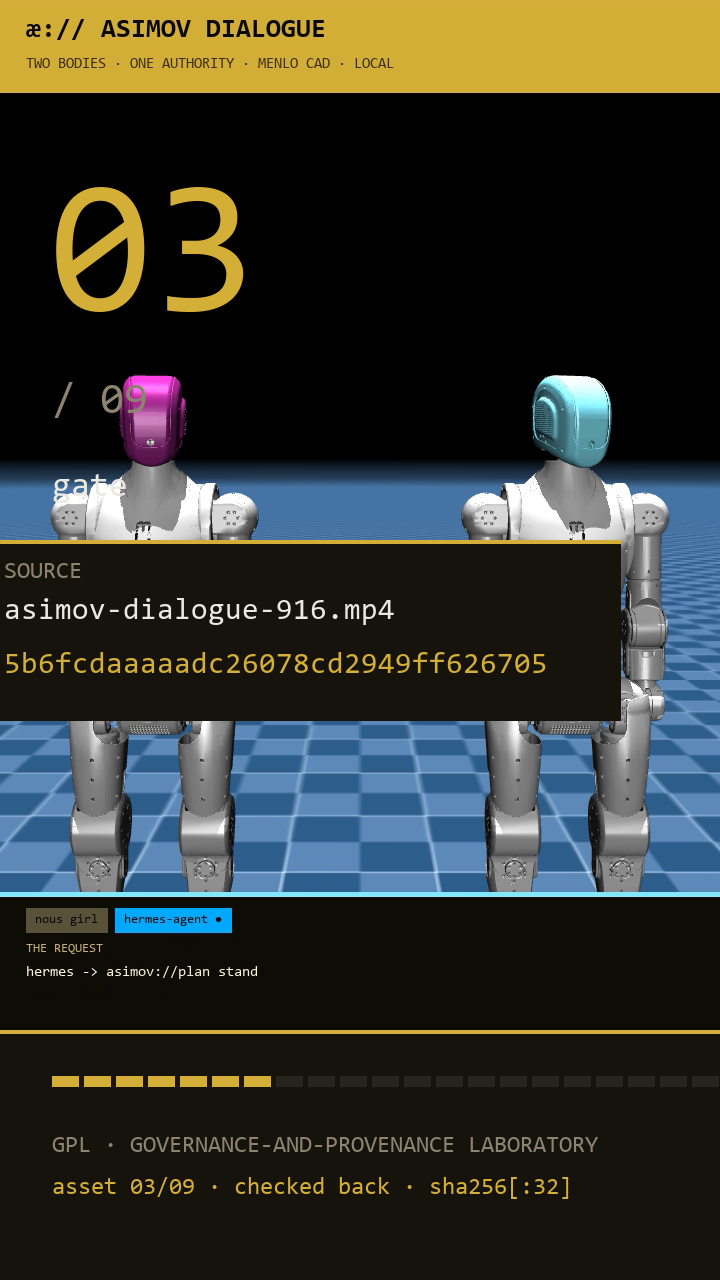 æ:// ASIMOV DIALOGUE
TWO BODIES · ONE AUTHORITY · MENLO CAD · LOCAL
03
/ 09
gate
SOURCE
asimov-dialogue-916.mp4
5b6fcdaaaaadc26078cd2949ff626705
nous girl
hermes-agent ●
THE REQUEST
hermes -> asimov://plan stand
GPL · GOVERNANCE-AND-PROVENANCE LABORATORY
asset 03/09 · checked back · sha256[:32]